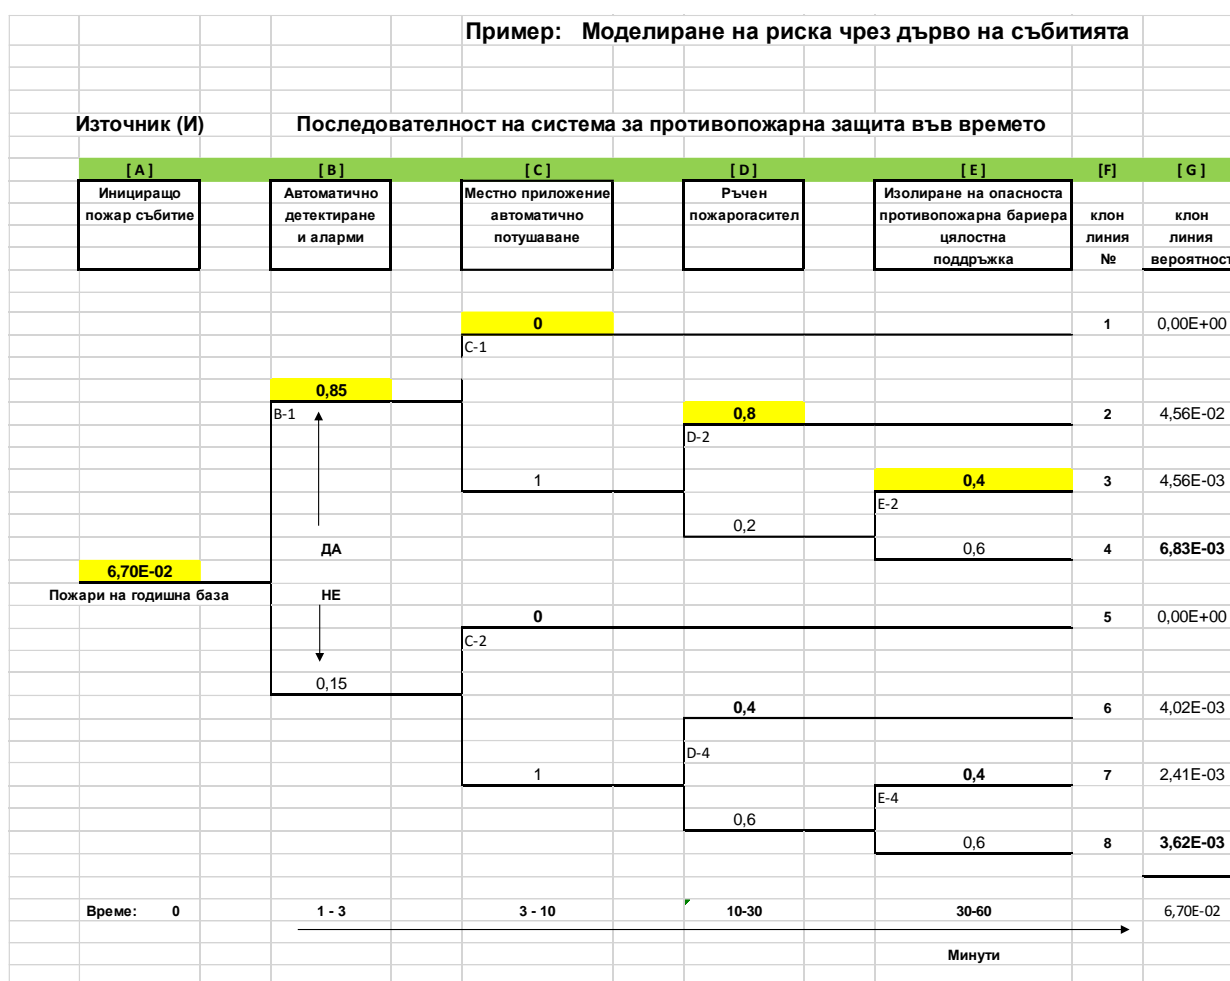 Пример: Моделиране на риска чрез дърво на събитията
Източник (И) Последователност на система за противопожарна защита във времето
[ A ] [ B ] [ C ] [ D ] [ E ] [F] [ G ]
Иницииращо Автоматично Местно приложение Ръчен Изолиране на опасноста
пожар събитие детектиране автоматично пожарогасител противопожарна бариера клон клон
и аларми потушаване цялостна линия линия
поддръжка № вероятност
0 1 0,00E+00
C-1
0,85
B-1 0,8 2 4,56E-02
D-2
1 0,4 3 4,56E-03
E-2
0,2
ДА 0,6 4 6,83E-03
6,70E-02
Пожари на годишна база НЕ
0 5 0,00E+00
C-2
0,15
0,4 6 4,02E-03
D-4
1 0,4 7 2,41E-03
E-4
0,6
0,6 8 3,62E-03
Време: 0 1 - 3 3 - 10 10-30 30-60 6,70E-02
Минути